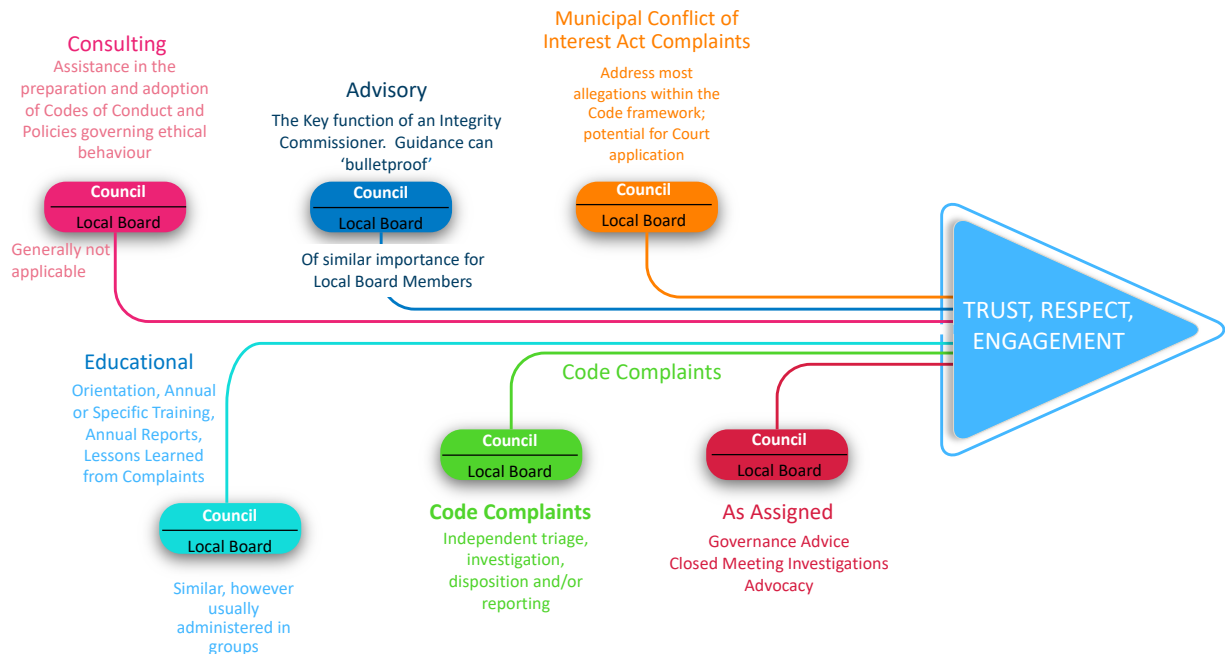 Consulting
Assistance in the
preparation and adoption
of Codes of Conduct and
Policies governing ethical
behaviour
Council
Local Board
Generally not
applicable
Advisory
The Key function of an Integrity
Commissioner.  Guidance can
‘bulletproof’
Council
Local Board
Of similar importance for
Local Board Members
Municipal Conflict of
Interest Act Complaints
Address most
allegations within the
Code framework;
potential for Court
application
Council
Local Board
TRUST, RESPECT,
ENGAGEMENT
Educational
Orientation, Annual
or Specific Training,
Annual Reports,
Lessons Learned
from Complaints
Council
Local Board
Similar, however
usually
administered in
groups
Code Complaints
Council
Local Board
Code Complaints
Independent triage,
investigation,
disposition and/or
reporting
Council
Local Board
As Assigned
Governance Advice
Closed Meeting Investigations
Advocacy